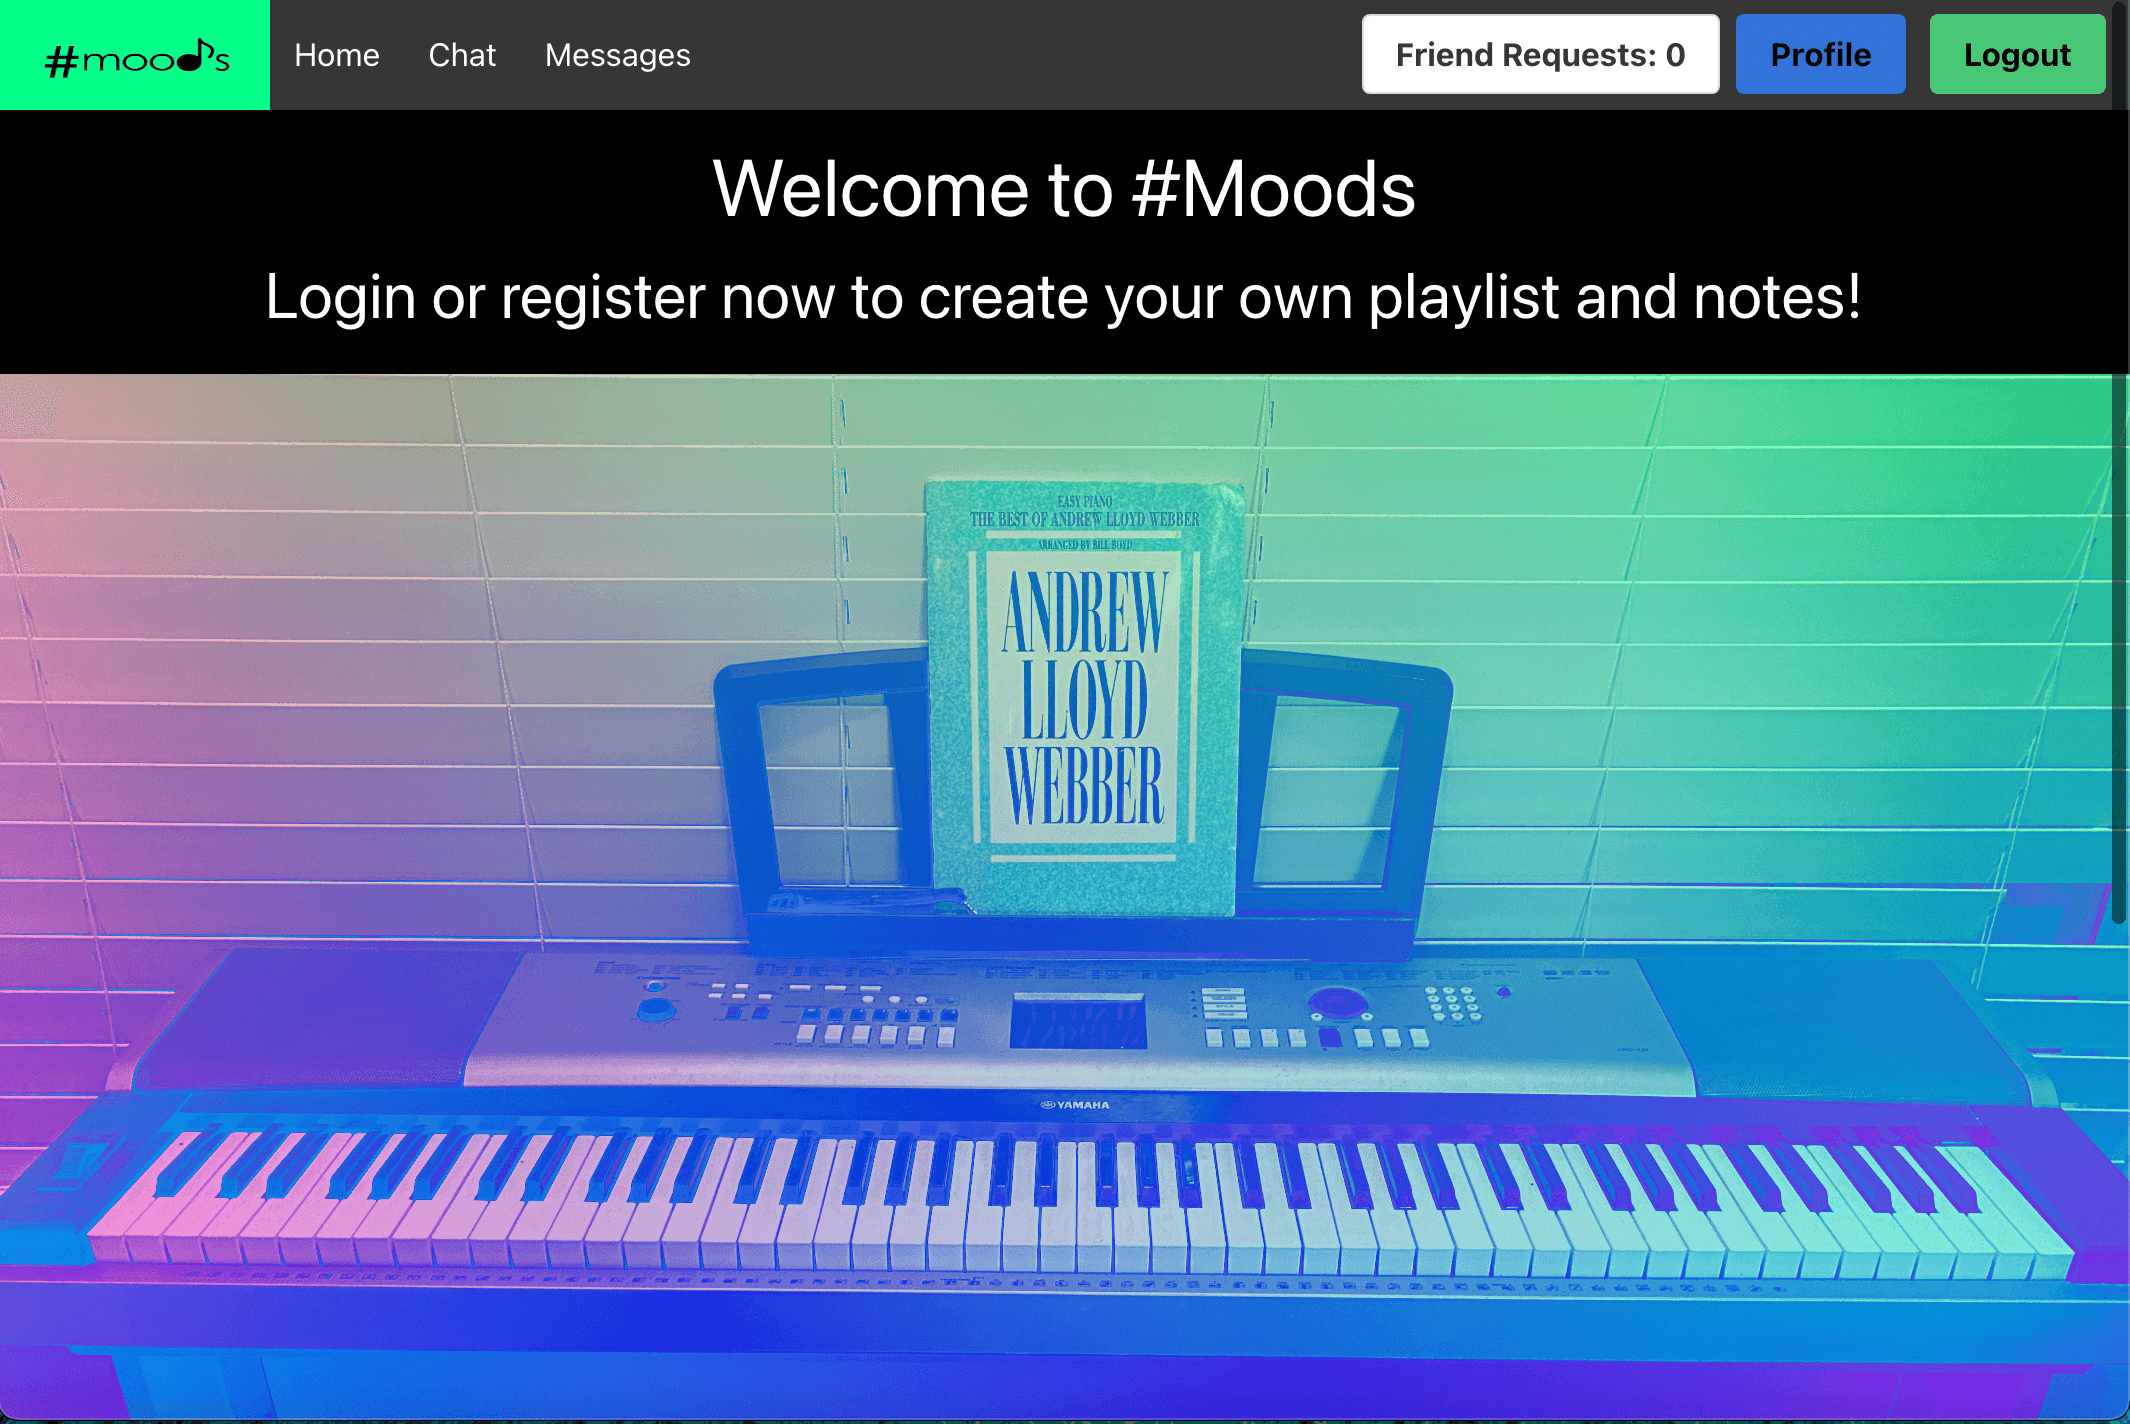 #moods
Home
Chat
Messages
Friend Requests: 0
Profile
Logout
Welcome to #Moods
Login or register now to create your own playlist and notes!
EASY PIANO
THE BEST OF ANDREW LLOYD WEBBER
ARRANGED BY BILL BOYD
ANDREW
LLOYD
WEBBER
YAMAHA